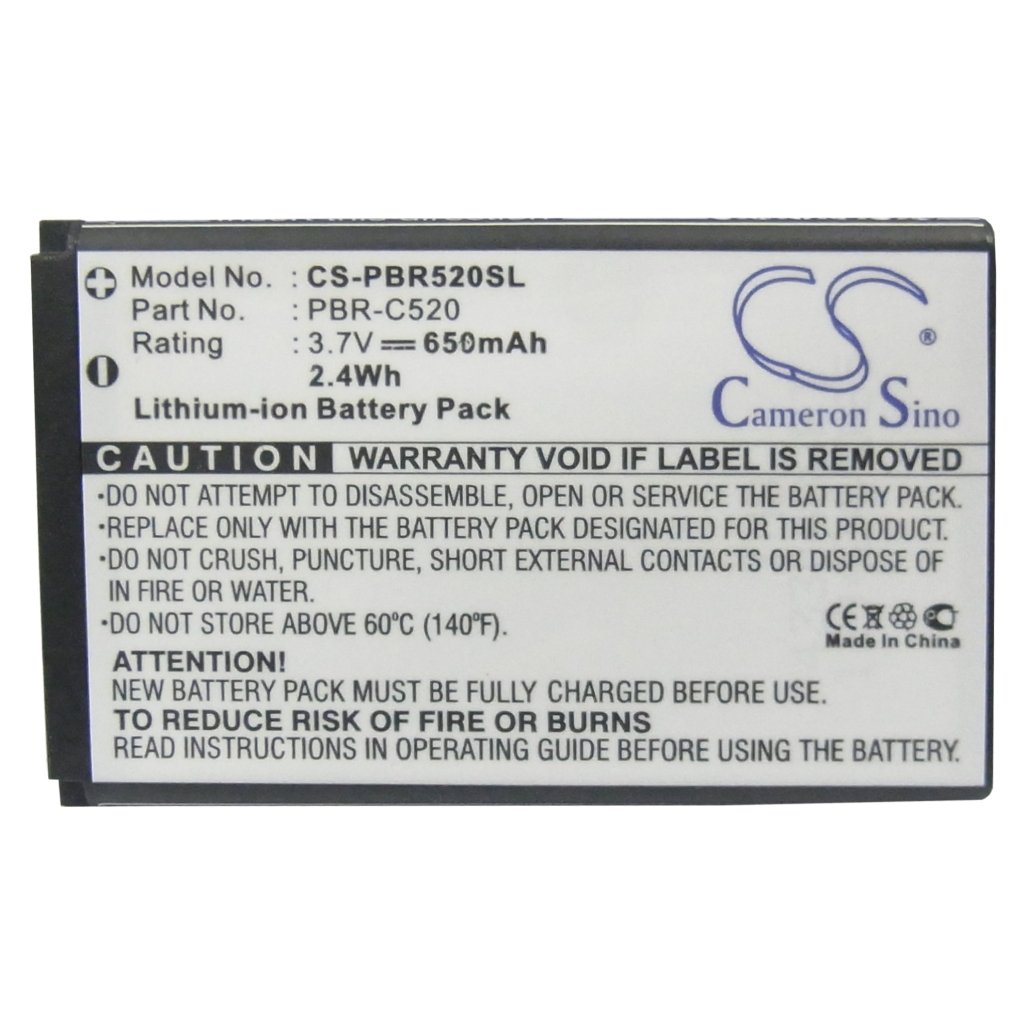 Model No. : CS-PBR520SL
Part No. : PBR-C520
Rating : 3.7V 650mAh
2.4Wh
Lithium-ion Battery Pack
CS ®
Cameron Sino
CAUTION WARRANTY VOID IF LABEL IS REMOVED
·DO NOT ATTEMPT TO DISASSEMBLE, OPEN OR SERVICE THE BATTERY PACK.
·REPLACE ONLY WITH THE BATTERY PACK DESIGNATED FOR THIS PRODUCT.
·DO NOT CRUSH, PUNCTURE, SHORT EXTERNAL CONTACTS OR DISPOSE OF
IN FIRE OR WATER.
·DO NOT STORE ABOVE 60°C (140°F).
CE
Made In China
ATTENTION!
NEW BATTERY PACK MUST BE FULLY CHARGED BEFORE USE.
TO REDUCE RISK OF FIRE OR BURNS
READ INSTRUCTIONS IN OPERATING GUIDE BEFORE USING THE BATTERY.